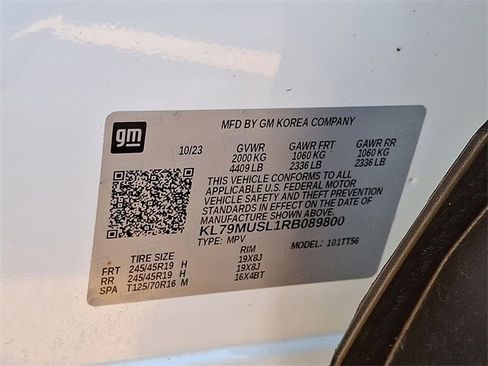 MFD BY GM KOREA COMPANY
gm
10/23 GVWR GAWR FRT GAWR RR
2000 KG 1060 KG 1060 KG
4409 LB 2336 LB 2336 LB
THIS VEHICLE CONFORMS TO ALL
APPLICABLE U.S. FEDERAL MOTOR
VEHICLE SAFETY AND THEFT PREVENTION
STANDARDS IN EFFECT ON THE DATE OF
MANUFACTURE SHOWN ABOVE.
KL79MUSL1RB089800
TYPE: MPV MODEL: 101TT56
TIRE SIZE RIM
FRT 245/45R19 H 19X8J
RR 245/45R19 H 19X8J
SPA T125/70R16 M 16X4BT